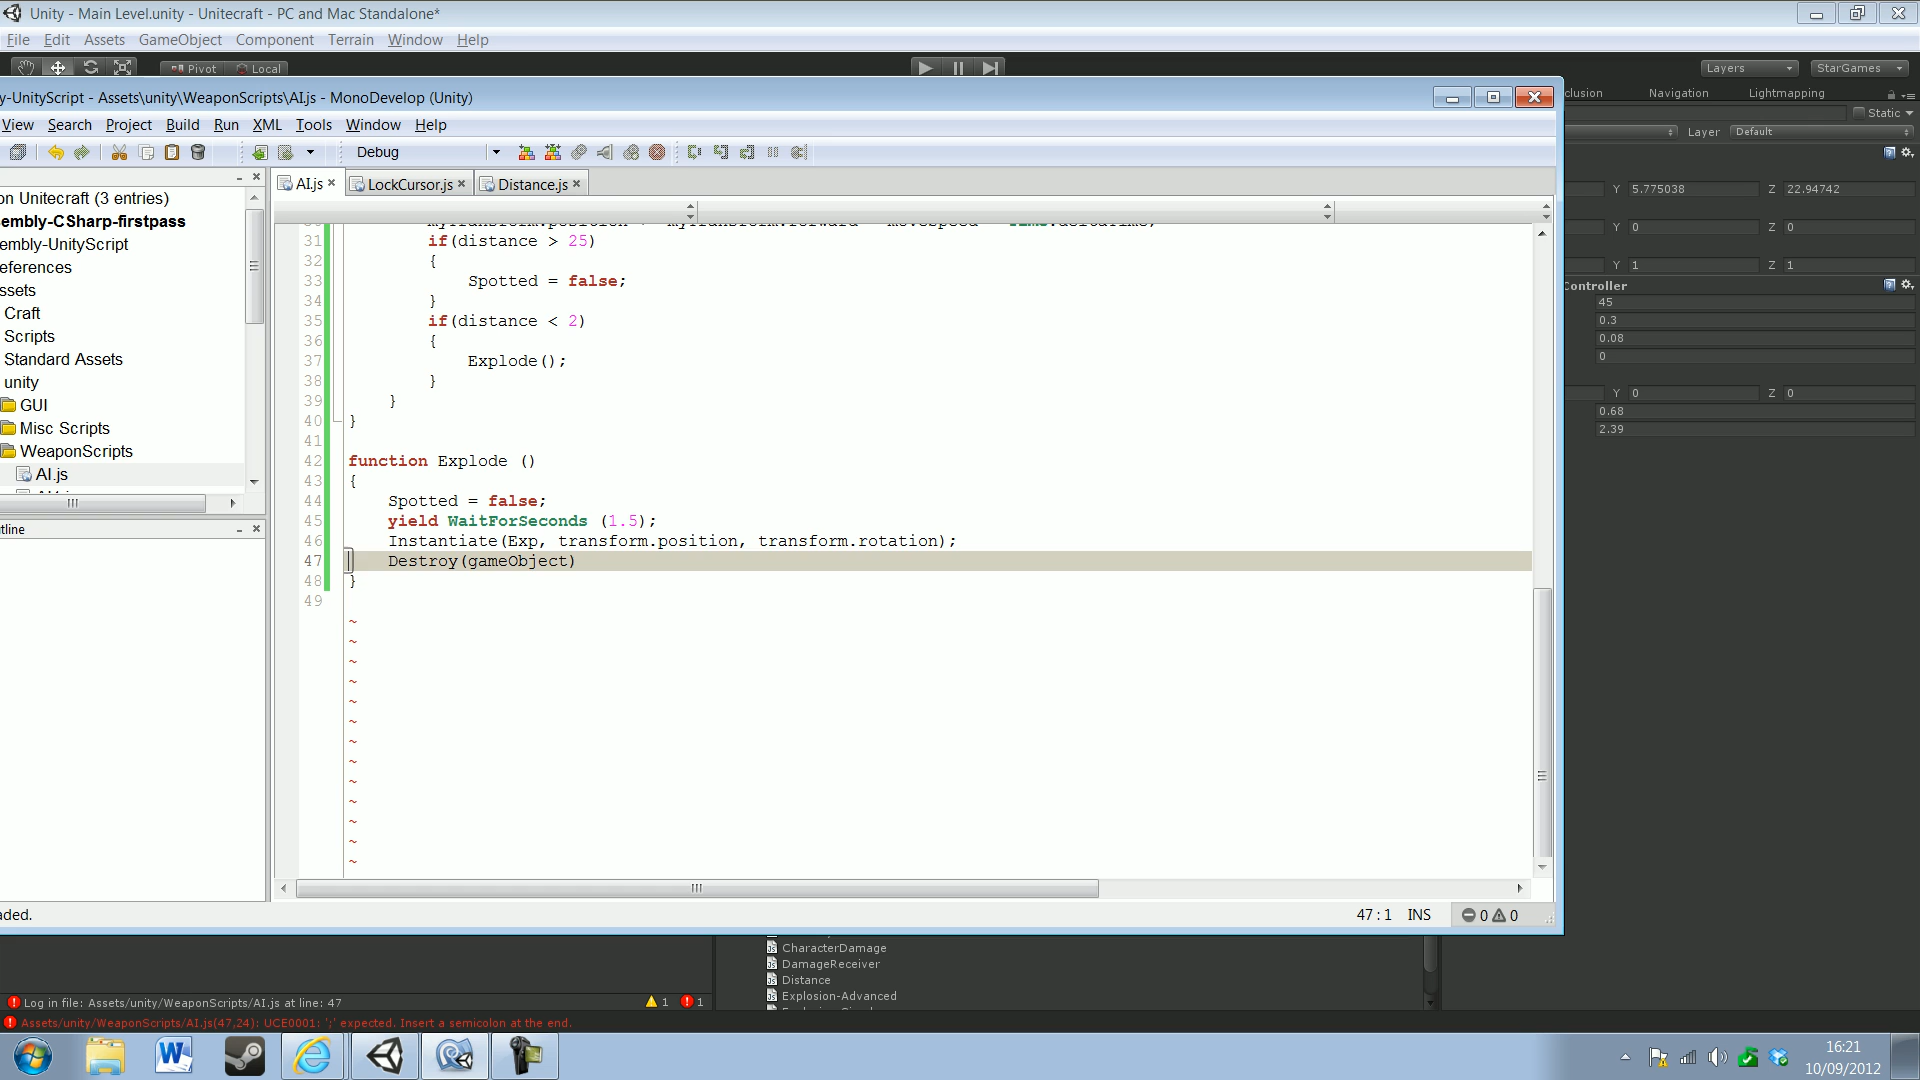 Unity - Main Level.unity - Unitecraft - PC and Mac Standalone*
File Edit Assets GameObject Component Terrain Window Help
Pivot Local Layers StarGames
y-UnityScript - Assets\unity\WeaponScripts\AI.js - MonoDevelop (Unity)
clusion Navigation Lightmapping
Static
View Search Project Build Run XML Tools Window Help
Layer Default
Debug
AI.js LockCursor.js Distance.js
on Unitecraft (3 entries)
embly-CSharp-firstpass
embly-UnityScript
eferences
ssets
Craft
Scripts
Standard Assets
unity
GUI
Misc Scripts
WeaponScripts
AI.js
31 if(distance > 25)
32 {
33 Spotted = false;
34 }
35 if(distance < 2)
36 {
37 Explode();
38 }
39 }
40 }
41
42 function Explode ()
43 {
44 Spotted = false;
45 yield WaitForSeconds (1.5);
46 Instantiate(Exp, transform.position, transform.rotation);
47 Destroy(gameObject)
48 }
49
~
~
~
~
~
~
~
~
~
~
~
~
~
Y 5.775038 Z 22.94742
Y 0 Z 0
Y 1 Z 1
Controller
45
0.3
0.08
0
Y 0 Z 0
0.68
2.39
tline
aded.
47 : 1 INS 0 0
CharacterDamage
DamageReceiver
Distance
Explosion-Advanced
Log in file: Assets/unity/WeaponScripts/AI.js at line: 47
1 1
Assets/unity/WeaponScripts/AI.js(47,24): UCE0001: ';' expected. Insert a semicolon at the end.
16:21
10/09/2012